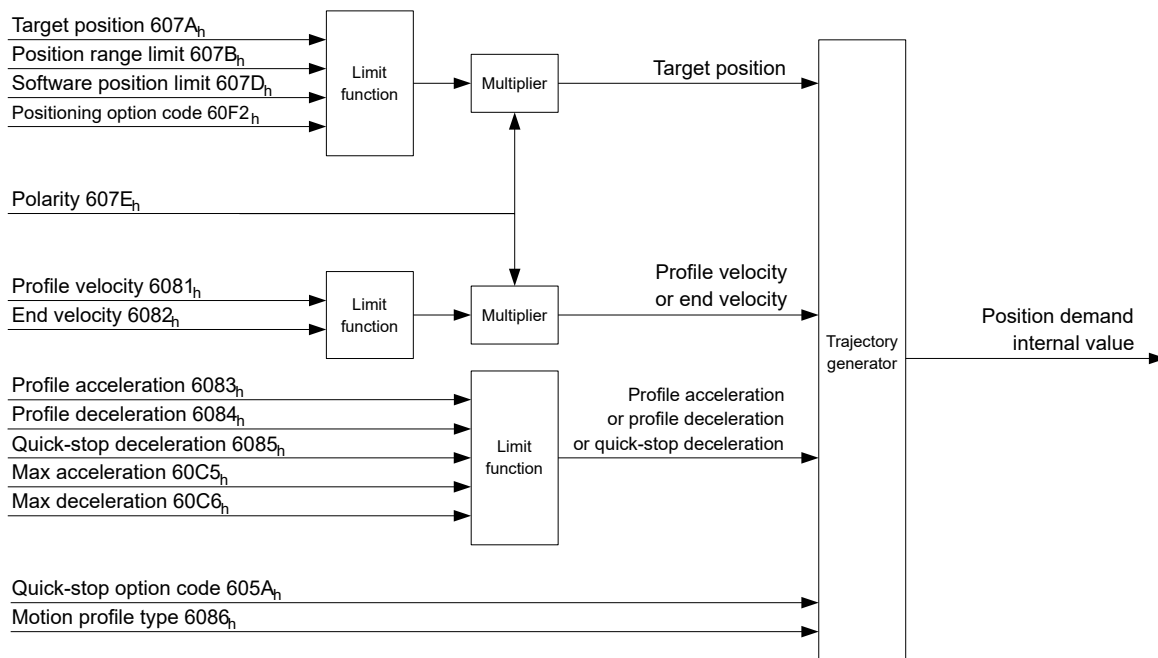 Target position 607Ah
Position range limit 607Bh
Software position limit 607Dh
Positioning option code 60F2h
Limit
function
Multiplier
Target position
Polarity 607Eh
Profile velocity 6081h
End velocity 6082h
Limit
function
Multiplier
Profile velocity
or end velocity
Trajectory
generator
Position demand
internal value
Profile acceleration 6083h
Profile deceleration 6084h
Quick-stop deceleration 6085h
Max acceleration 60C5h
Max deceleration 60C6h
Limit
function
Profile acceleration
or profile deceleration
or quick-stop deceleration
Quick-stop option code 605Ah
Motion profile type 6086h